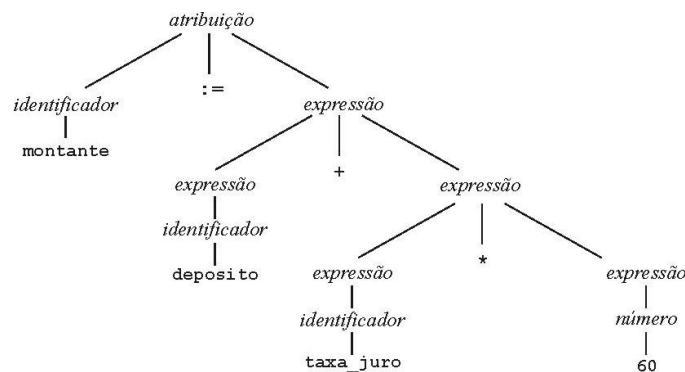 atribuição
identificador := expressão
montante
expressão + expressão
identificador
deposito
expressão * expressão
identificador número
taxa_juro 60